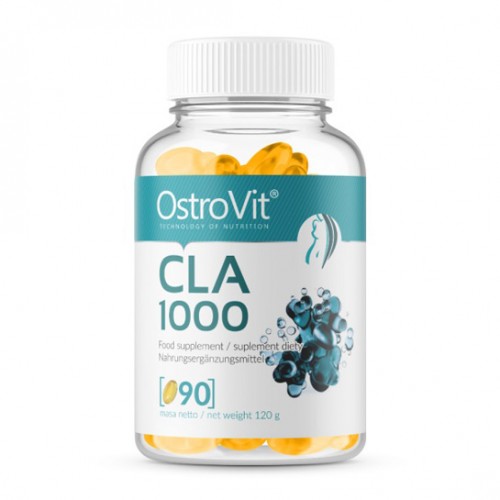 OstroVit®
TECHNOLOGY OF NUTRITION
CLA
1000
Food supplement / suplement diety
Nahrungsergänzungsmittel
[90]
masa netto / net weight 120 g